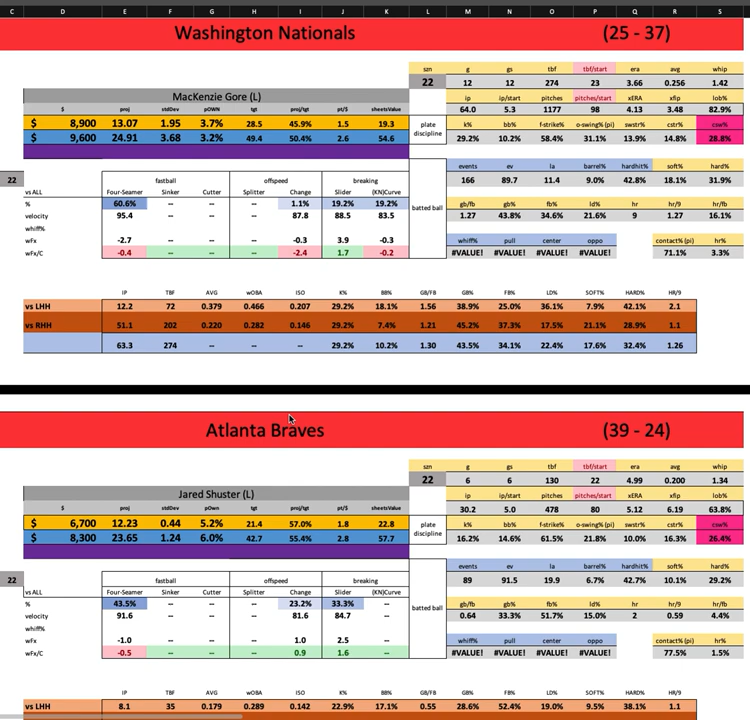 C D E F G H I J K L M N O P Q R S
Washington Nationals (25 - 37)
szn g gs tbf tbf/start era avg whip
22 12 12 274 23 3.66 0.256 1.42
MacKenzie Gore (L) ip ip/start pitches pitches/start xERA xfip lob%
64.0 5.3 1177 98 4.13 3.48 82.9%
$ proj stdDev pOWN tgt proj/tgt pt/$ sheetsValue
$ 8,900 13.07 1.95 3.7% 28.5 45.9% 1.5 19.3
plate discipline k% bb% f-strike% o-swing% (pi) swstr% cstr% csw%
$ 9,600 24.91 3.68 3.2% 49.4 50.4% 2.6 54.6
29.2% 10.2% 58.4% 31.1% 13.9% 14.8% 28.8%
events ev la barrel% hardhit% soft% hard%
22 fastball offspeed breaking 166 89.7 11.4 9.0% 42.8% 18.1% 31.9%
vs ALL Four-Seamer Sinker Cutter Splitter Change Slider (KN)Curve
% 60.6% -- -- -- 1.1% 19.2% 19.2% batted ball gb/fb gb% fb% ld% hr hr/9 hr/fb
velocity 95.4 -- -- -- 87.8 88.5 83.5 1.27 43.8% 34.6% 21.6% 9 1.27 16.1%
whiff%
wFx -2.7 -- -- -- -0.3 3.9 -0.3 whiff% pull center oppo contact% (pi) hr%
wFx/C -0.4 -- -- -- -2.4 1.7 -0.2 #VALUE! #VALUE! #VALUE! #VALUE! 71.1% 3.3%
IP TBF AVG wOBA ISO K% BB% GB/FB GB% FB% LD% SOFT% HARD% HR/9
vs LHH 12.2 72 0.379 0.466 0.207 29.2% 18.1% 1.56 38.9% 25.0% 36.1% 7.9% 42.1% 2.1
vs RHH 51.1 202 0.220 0.282 0.146 29.2% 7.4% 1.21 45.2% 37.3% 17.5% 21.1% 28.9% 1.1
63.3 274 -- -- -- 29.2% 10.2% 1.30 43.5% 34.1% 22.4% 17.6% 32.4% 1.26
Atlanta Braves (39 - 24)
szn g gs tbf tbf/start era avg whip
22 6 6 130 22 4.99 0.200 1.34
Jared Shuster (L) ip ip/start pitches pitches/start xERA xfip lob%
$ proj stdDev pOwn tgt proj/tgt pt/$ sheetsValue
30.2 5.0 478 80 5.12 6.19 63.8%
$ 6,700 12.23 0.44 5.2% 21.4 57.0% 1.8 22.8
plate discipline k% bb% f-strike% o-swing% (pi) swstr% cstr% csw%
$ 8,300 23.65 1.24 6.0% 42.7 55.4% 2.8 57.7
16.2% 14.6% 61.5% 21.8% 10.0% 16.3% 26.4%
events ev la barrel% hardhit% soft% hard%
22 fastball offspeed breaking 89 91.5 19.9 6.7% 42.7% 10.1% 29.2%
vs ALL Four-Seamer Sinker Cutter Splitter Change Slider (KN)Curve
% 43.5% -- -- -- 23.2% 33.3% -- batted ball gb/fb gb% fb% ld% hr hr/9 hr/fb
velocity 91.6 -- -- -- 81.6 84.7 -- 0.64 33.3% 51.7% 15.0% 2 0.59 4.4%
whiff%
wFx -1.0 -- -- -- 1.0 2.5 -- whiff% pull center oppo contact% (pi) hr%
wFx/C -0.5 -- -- -- 0.9 1.6 -- #VALUE! #VALUE! #VALUE! #VALUE! 77.5% 1.5%
IP TBF AVG wOBA ISO K% BB% GB/FB GB% FB% LD% SOFT% HARD% HR/9
vs LHH 8.1 35 0.179 0.289 0.142 22.9% 17.1% 0.55 28.6% 52.4% 19.0% 9.5% 38.1% 1.1